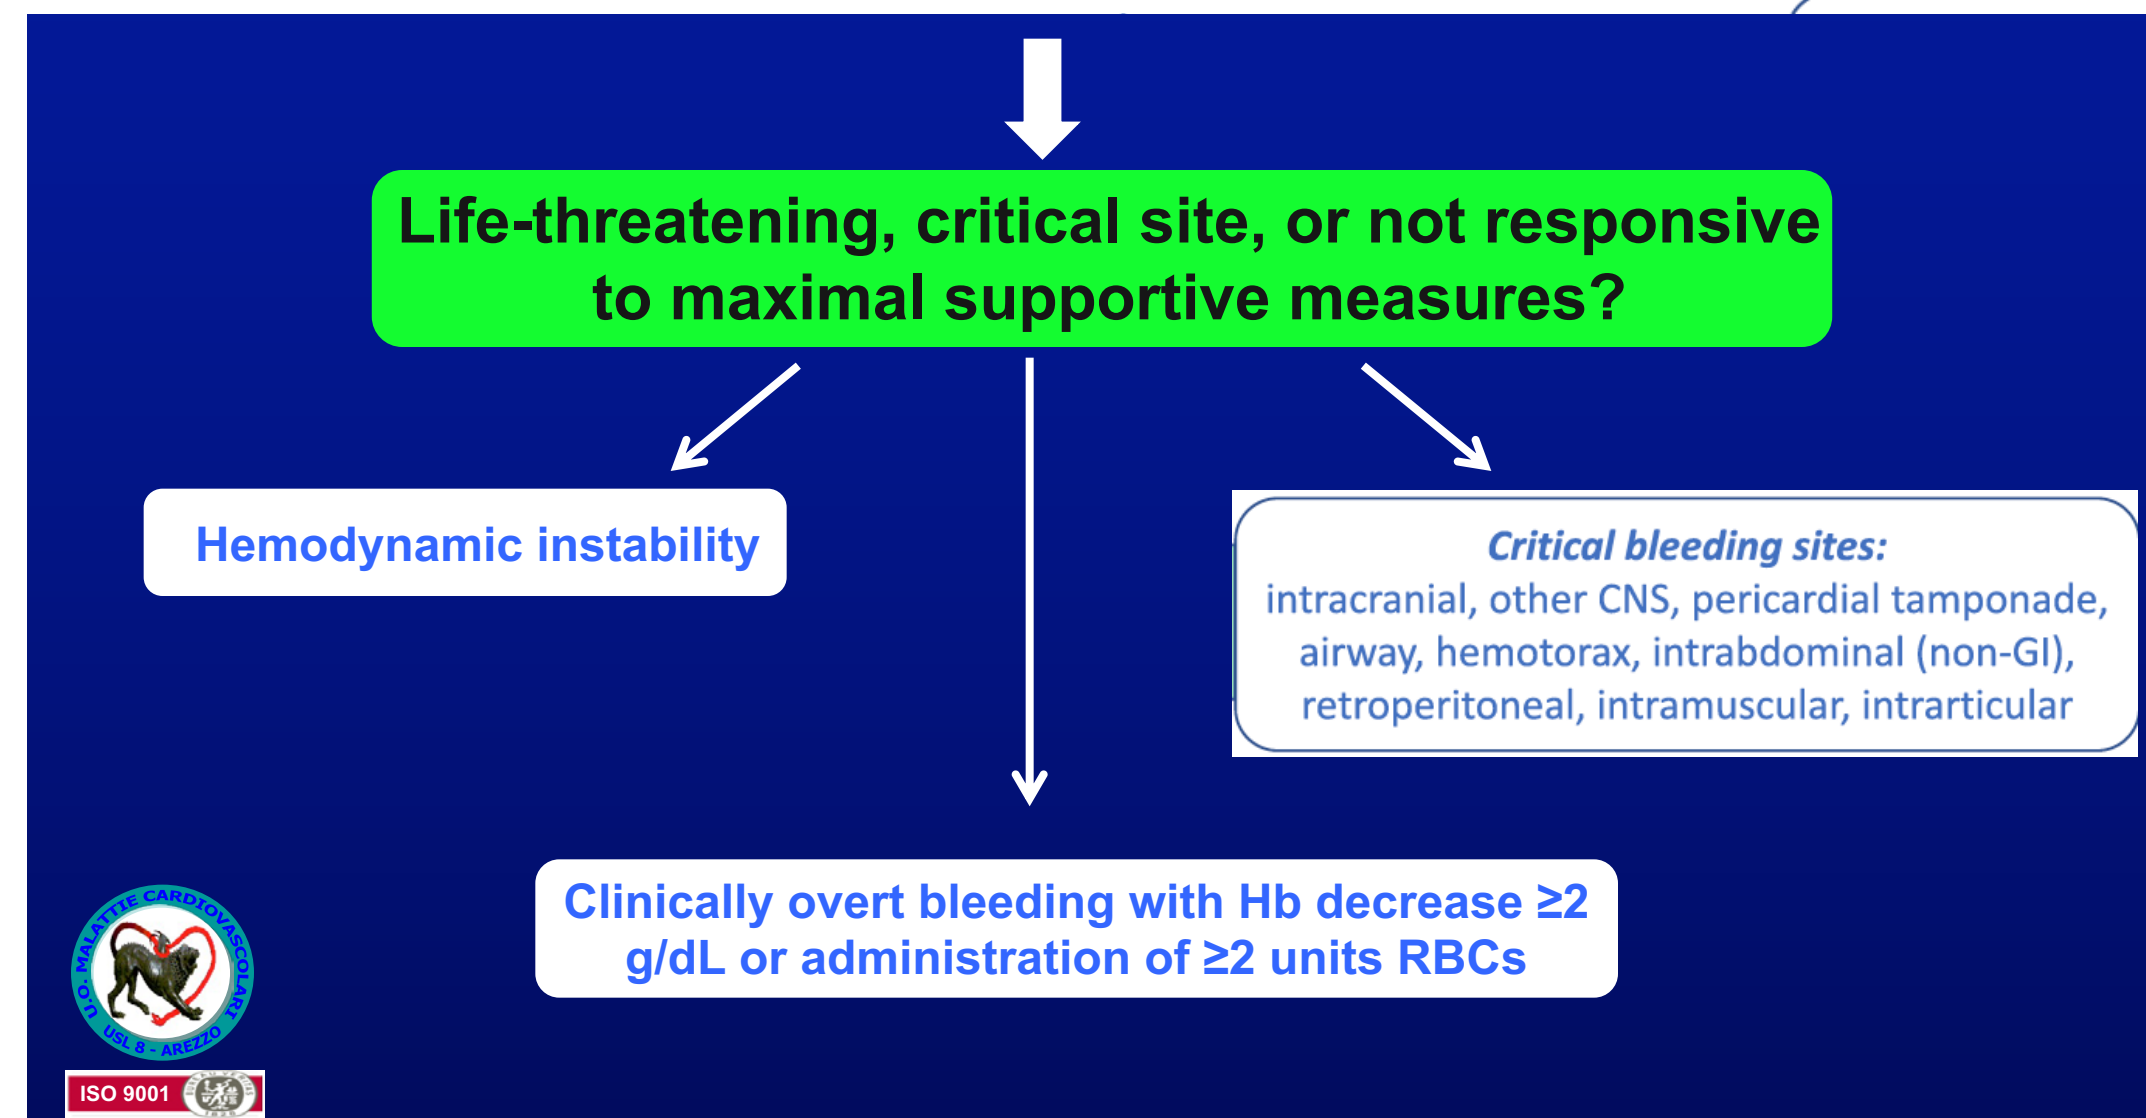 Life-threatening, critical site, or not responsive
to maximal supportive measures?
Hemodynamic instability
Critical bleeding sites:
intracranial, other CNS, pericardial tamponade,
airway, hemotorax, intrabdominal (non-GI),
retroperitoneal, intramuscular, intrarticular
Clinically overt bleeding with Hb decrease ≥2
g/dL or administration of ≥2 units RBCs
U.O. MALATTIE CARDIOVASCOLARI
USL 8 - AREZZO
ISO 9001
1828